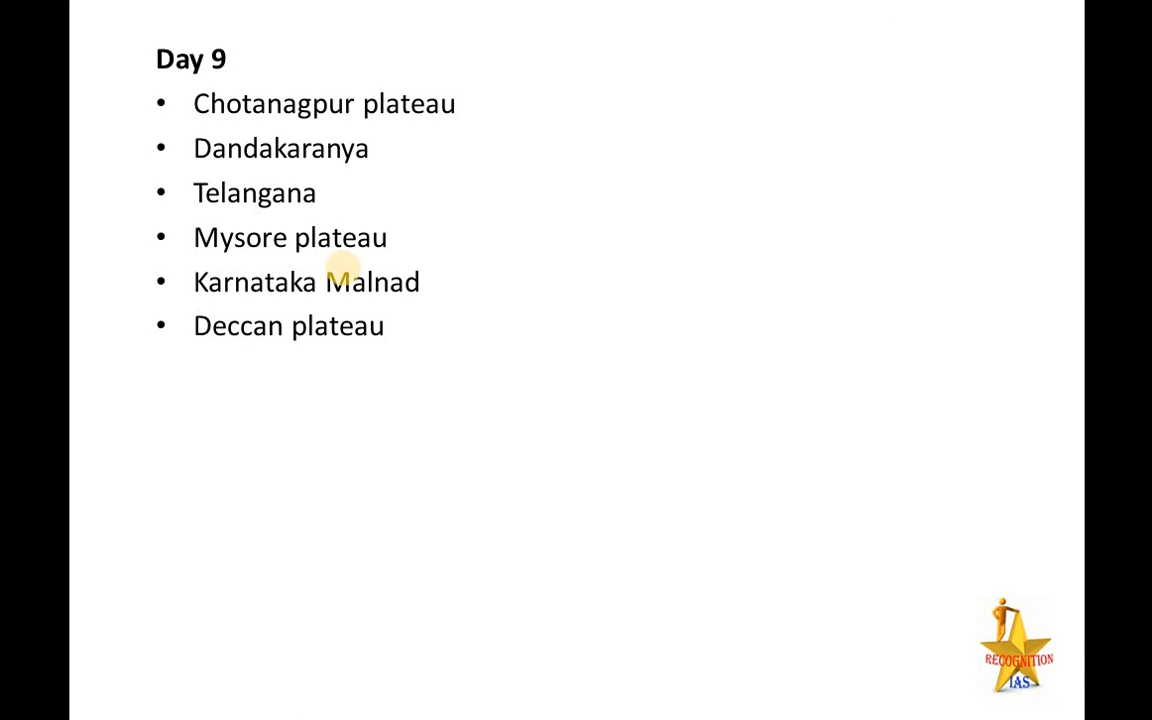 Day 9
• Chotanagpur plateau
• Dandakaranya
• Telangana
• Mysore plateau
• Karnataka Malnad
• Deccan plateau
RECOGNITION
IAS